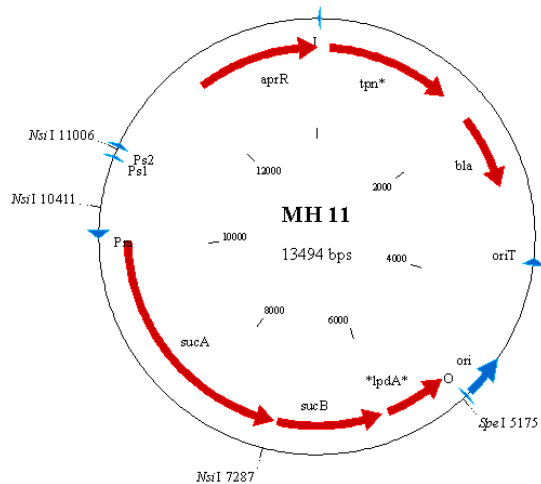 I
aprR
tpn*
NsiI 11006
Ps2
Ps1
12000
2000
bla
NsiI 10411
MH 11
Pm
10000
13494 bps
4000
oriT
8000
6000
sucA
*lpdA*
ori
O
sucB
SpeI 5175
NsiI 7287